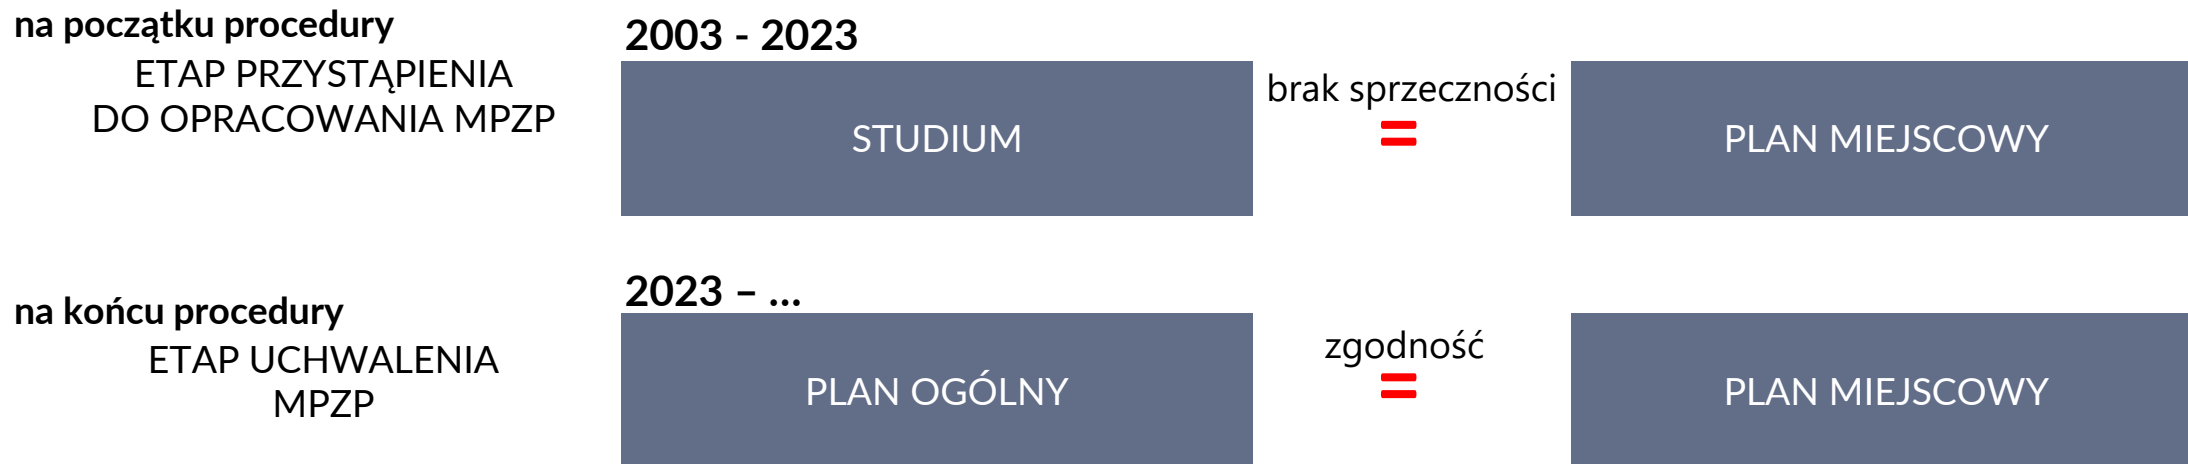 na początku procedury
ETAP PRZYSTĄPIENIA
DO OPRACOWANIA MPZP
2003 - 2023
STUDIUM
brak sprzeczności
=
PLAN MIEJSCOWY
na końcu procedury
ETAP UCHWALENIA
MPZP
2023 – ...
PLAN OGÓLNY
zgodność
=
PLAN MIEJSCOWY